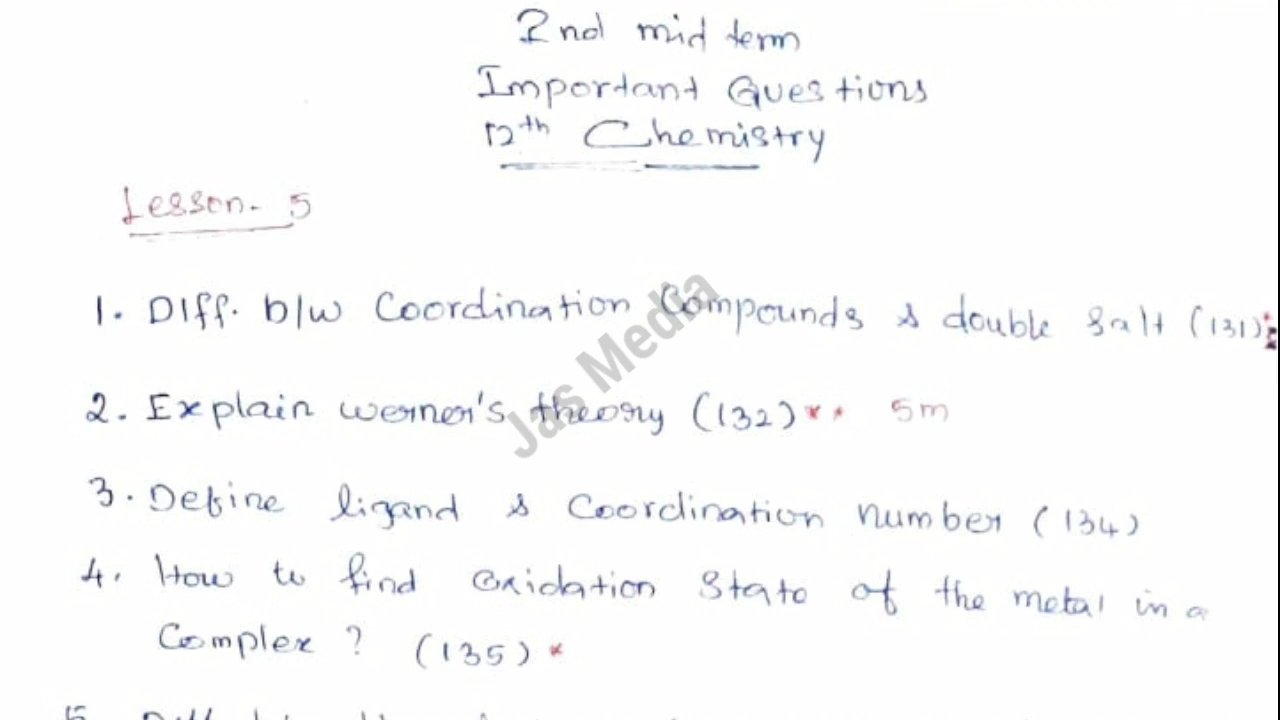 2nd mid term
Important Questions
12th Chemistry
Lesson. 5
1. Diff. b/w Coordination Compounds & double salt (131)
2. Explain werner's theory (132) ** 5m
3. Define ligand & Coordination number (134)
4. How to find Oxidation State of the metal in a
Complex ? (135) *
5.
Jas Media